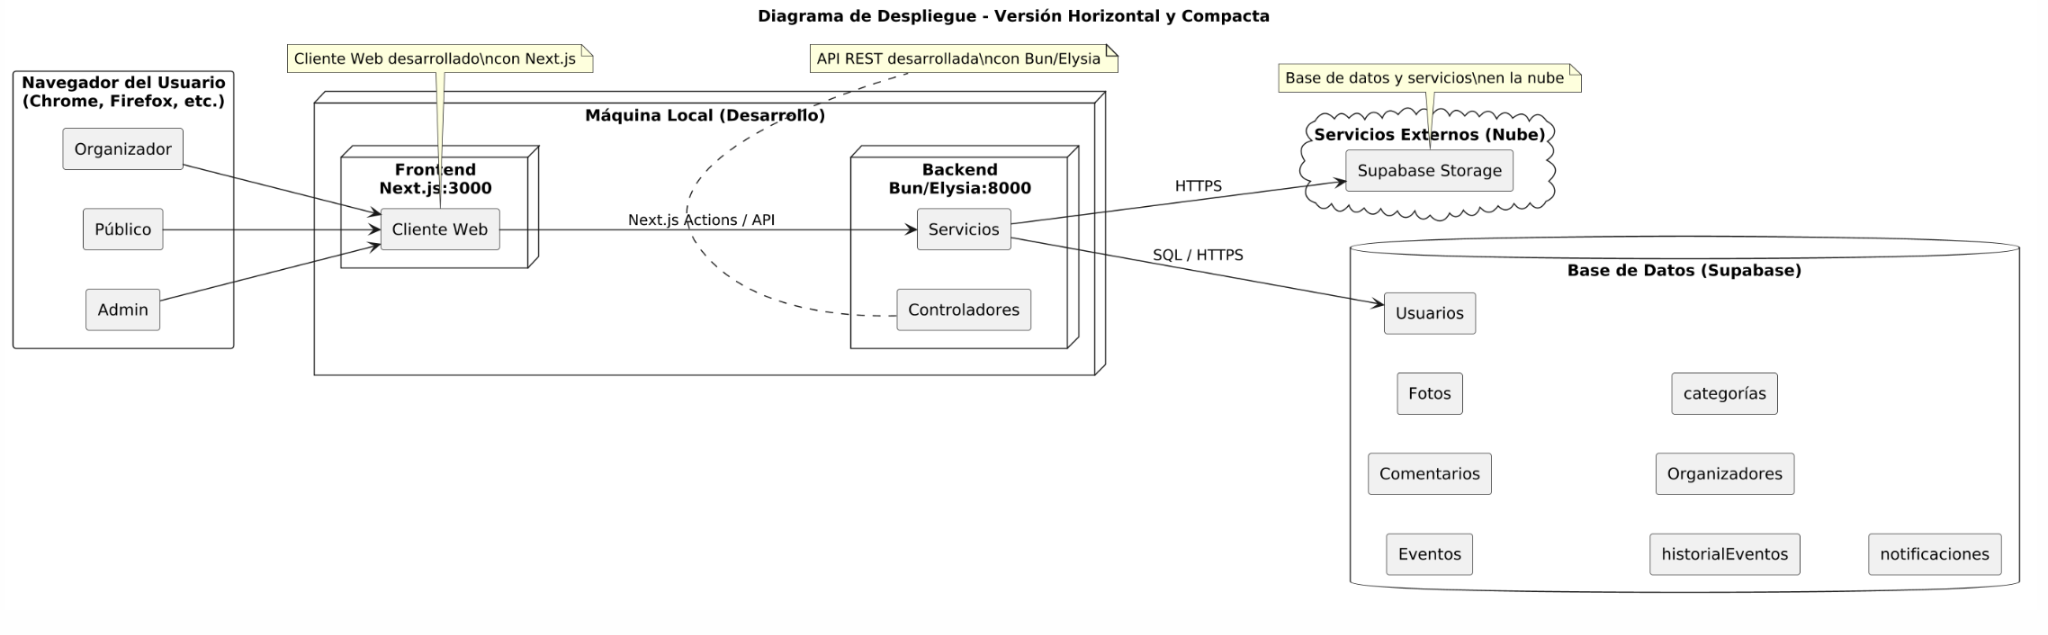 Diagrama de Despliegue - Versión Horizontal y Compacta
Cliente Web desarrollado\ncon Next.js
API REST desarrollada\ncon Bun/Elysia
Base de datos y servicios\nen la nube
Navegador del Usuario
(Chrome, Firefox, etc.)
Organizador
Público
Admin
Máquina Local (Desarrollo)
Frontend
Next.js:3000
Cliente Web
Next.js Actions / API
Backend
Bun/Elysia:8000
Servicios
Controladores
HTTPS
SQL / HTTPS
Servicios Externos (Nube)
Supabase Storage
Base de Datos (Supabase)
Usuarios
Fotos
categorías
Comentarios
Organizadores
Eventos
historialEventos
notificaciones